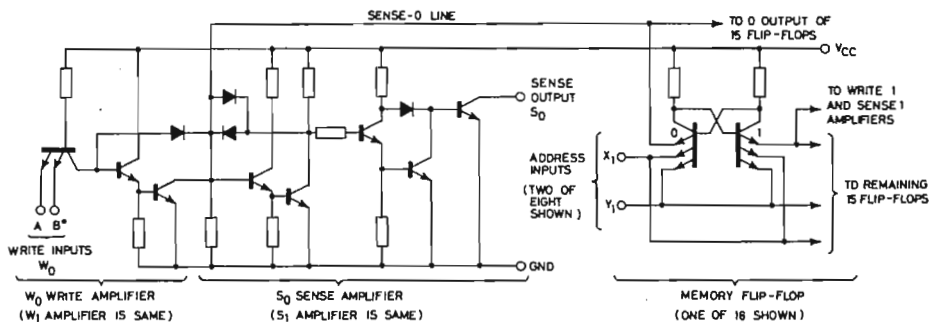 SENSE-0 LINE
TO 0 OUTPUT OF
15 FLIP-FLOPS
VCC
SENSE
OUTPUT
S0
TO WRITE 1
AND SENSE 1
AMPLIFIERS
0
1
ADDRESS
INPUTS
(TWO OF
EIGHT
SHOWN)
X1
Y1
TO REMAINING
15 FLIP-FLOPS
A
B*
WRITE INPUTS
W0
GND
W0 WRITE AMPLIFIER
(W1 AMPLIFIER IS SAME)
S0 SENSE AMPLIFIER
(S1 AMPLIFIER IS SAME)
MEMORY FLIP-FLOP
(ONE OF 16 SHOWN)